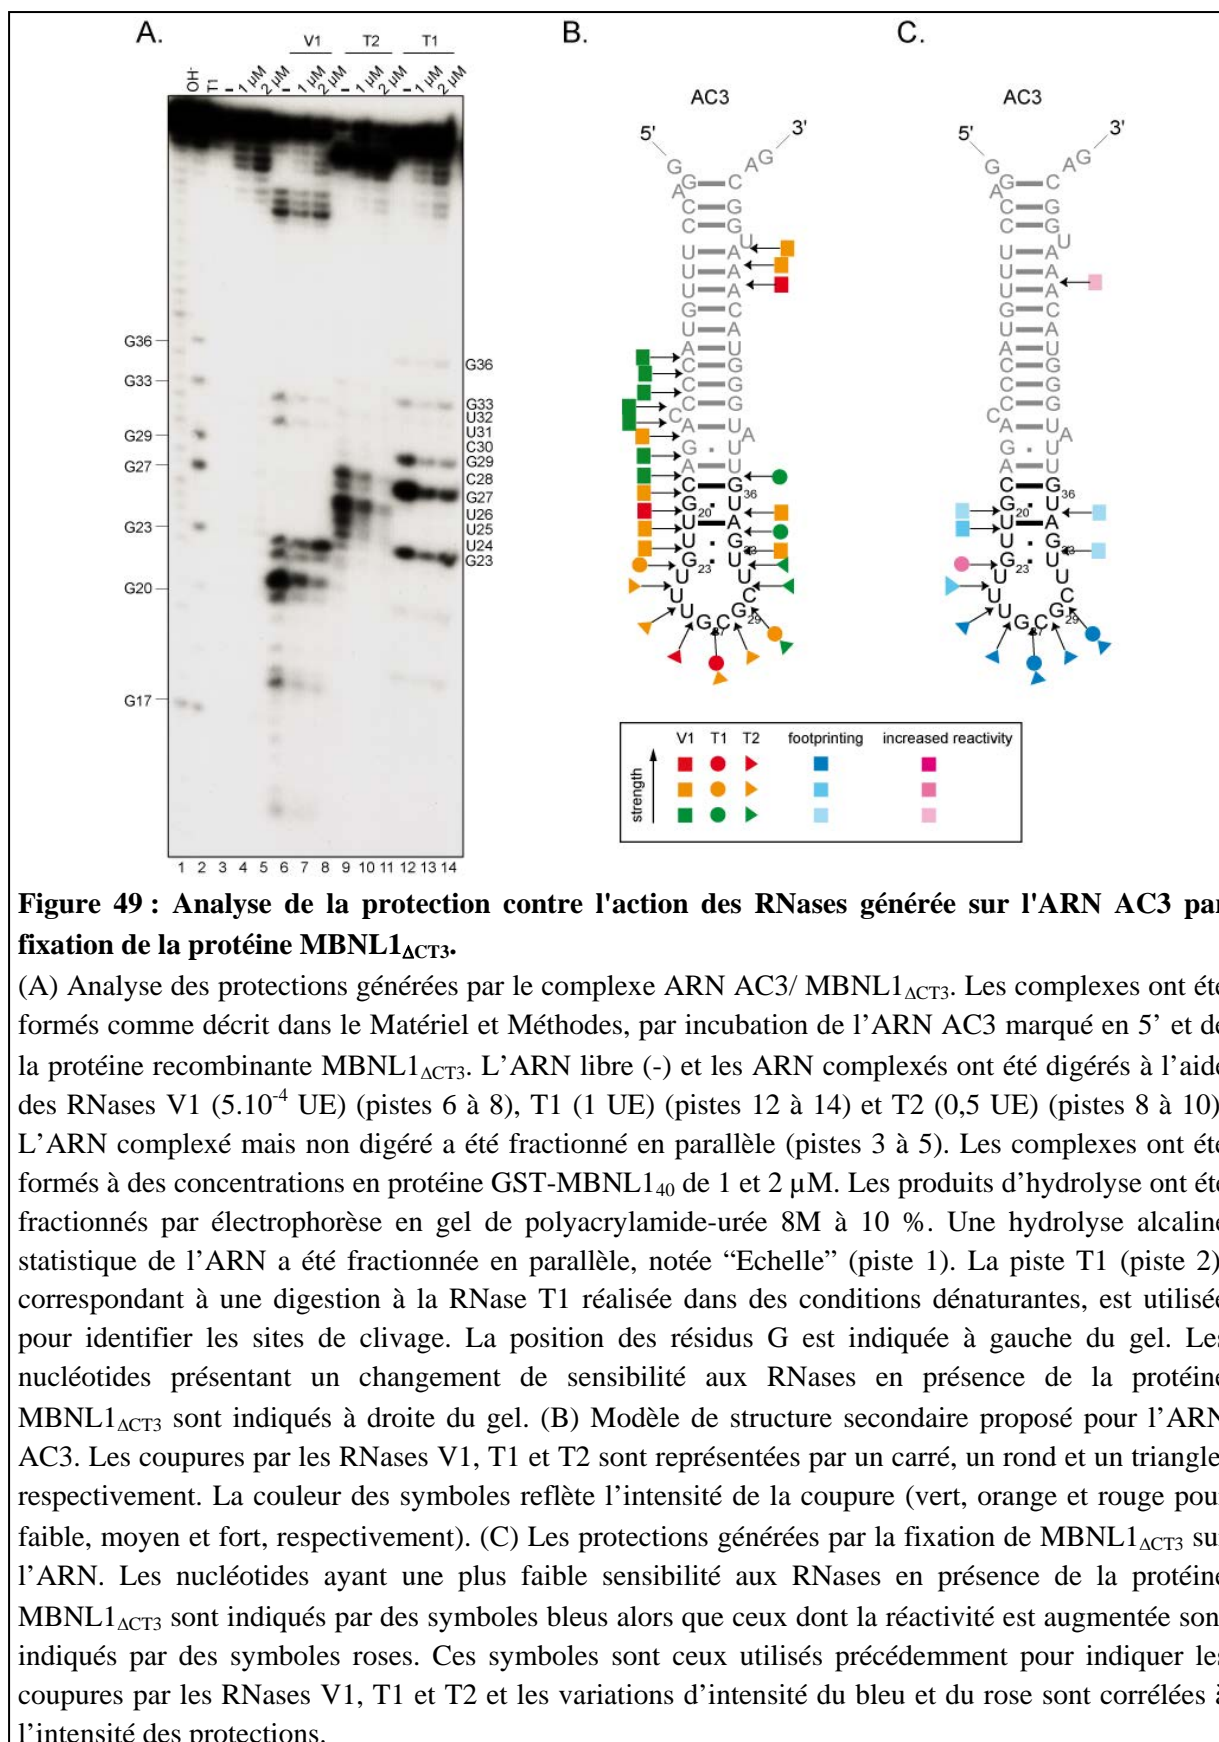 A.
B.
C.
V1 T2 T1
OH- T1 - 1 µM 2 µM - 1 µM 2 µM - 1 µM 2 µM - 1 µM 2 µM
G36
G33
G29
G27
G23
G20
G17
G36
G33
U32
U31
C30
G29
C28
G27
U26
U25
U24
G23
1 2 3 4 5 6 7 8 9 10 11 12 13 14
AC3
5'
3'
20
23
27
29
33
36
AC3
5'
3'
20
23
27
29
33
36
V1 T1 T2 footprinting increased reactivity
strength
Figure 49 : Analyse de la protection contre l'action des RNases générée sur l'ARN AC3 par
fixation de la protéine MBNL1ΔCT3.
(A) Analyse des protections générées par le complexe ARN AC3/ MBNL1ΔCT3. Les complexes ont été
formés comme décrit dans le Matériel et Méthodes, par incubation de l’ARN AC3 marqué en 5’ et de
la protéine recombinante MBNL1ΔCT3. L’ARN libre (-) et les ARN complexés ont été digérés à l’aide
des RNases V1 (5.10-4 UE) (pistes 6 à 8), T1 (1 UE) (pistes 12 à 14) et T2 (0,5 UE) (pistes 8 à 10)
L’ARN complexé mais non digéré a été fractionné en parallèle (pistes 3 à 5). Les complexes ont été
formés à des concentrations en protéine GST-MBNL140 de 1 et 2 µM. Les produits d’hydrolyse ont été
fractionnés par électrophorèse en gel de polyacrylamide-urée 8M à 10 %. Une hydrolyse alcaline
statistique de l’ARN a été fractionnée en parallèle, notée “Echelle” (piste 1). La piste T1 (piste 2)
correspondant à une digestion à la RNase T1 réalisée dans des conditions dénaturantes, est utilisée
pour identifier les sites de clivage. La position des résidus G est indiquée à gauche du gel. Les
nucléotides présentant un changement de sensibilité aux RNases en présence de la protéine
MBNL1ΔCT3 sont indiqués à droite du gel. (B) Modèle de structure secondaire proposé pour l’ARN
AC3. Les coupures par les RNases V1, T1 et T2 sont représentées par un carré, un rond et un triangle
respectivement. La couleur des symboles reflète l’intensité de la coupure (vert, orange et rouge pour
faible, moyen et fort, respectivement). (C) Les protections générées par la fixation de MBNL1ΔCT3 sur
l’ARN. Les nucléotides ayant une plus faible sensibilité aux RNases en présence de la protéine
MBNL1ΔCT3 sont indiqués par des symboles bleus alors que ceux dont la réactivité est augmentée son
indiqués par des symboles roses. Ces symboles sont ceux utilisés précédemment pour indiquer les
coupures par les RNases V1, T1 et T2 et les variations d’intensité du bleu et du rose sont corrélées à
l’intensité des protections.